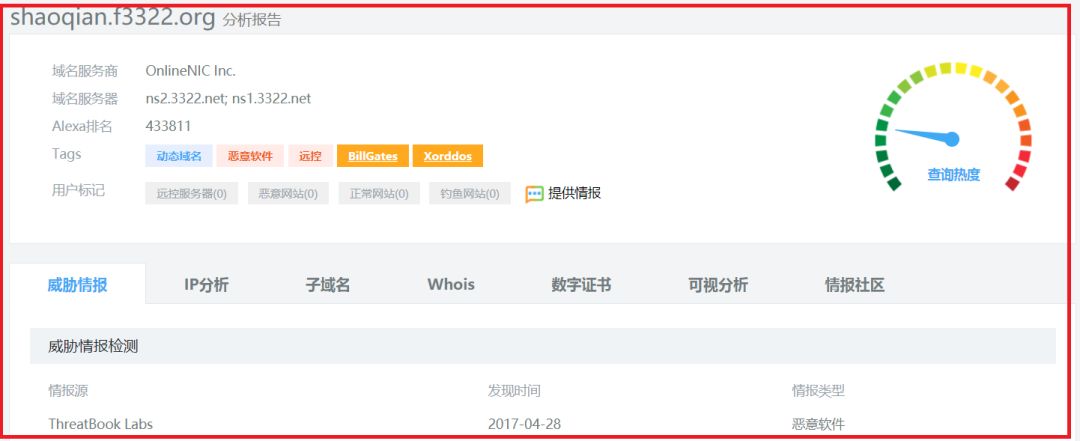 shaoqian.f3322.org 分析报告
域名服务商 OnlineNIC Inc.
域名服务器 ns2.3322.net; ns1.3322.net
Alexa排名 433811
Tags 动态域名 恶意软件 远控 BillGates Xorddos
用户标记 远控服务器(0) 恶意网站(0) 正常网站(0) 钓鱼网站(0) 提供情报
查询热度
威胁情报 IP分析 子域名 Whois 数字证书 可视分析 情报社区
威胁情报检测
情报源 发现时间 情报类型
ThreatBook Labs 2017-04-28 恶意软件